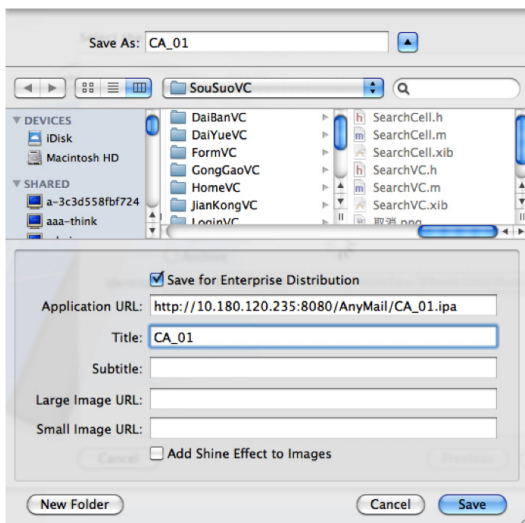 Save As: CA_01
SouSuoVC
DEVICES
iDisk
Macintosh HD
SHARED
a-3c3d558fbf724
aaa-think
DaiBanVC
DaiYueVC
FormVC
GongGaoVC
HomeVC
JianKongVC
LoginVC
SearchCell.h
SearchCell.m
SearchCell.xib
SearchVC.h
SearchVC.m
SearchVC.xib
取消.png
Save for Enterprise Distribution
Application URL: http://10.180.120.235:8080/AnyMail/CA_01.ipa
Title: CA_01
Subtitle:
Large Image URL:
Small Image URL:
Add Shine Effect to Images
New Folder
Cancel
Save